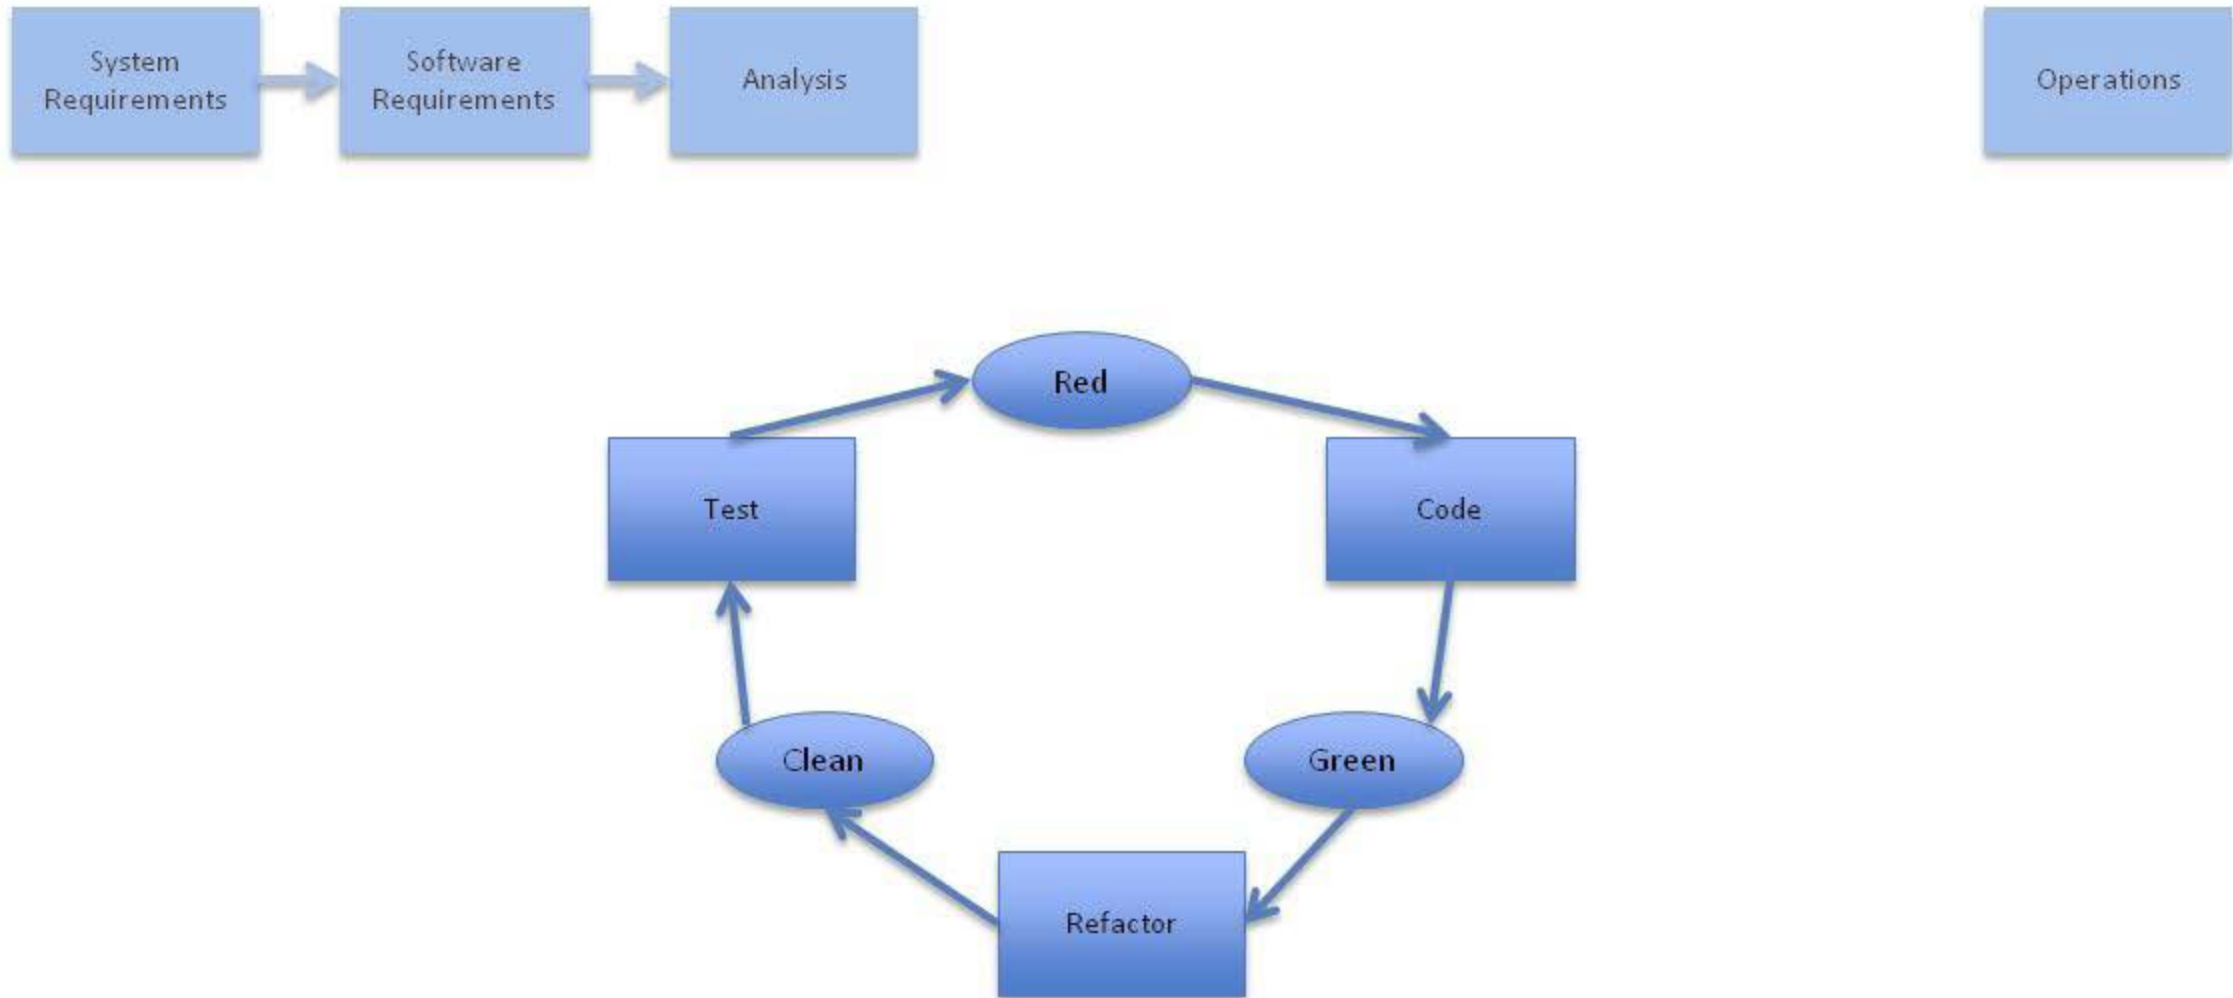 System
Requirements
Software
Requirements
Analysis
Operations
Red
Test
Code
Clean
Green
Refactor